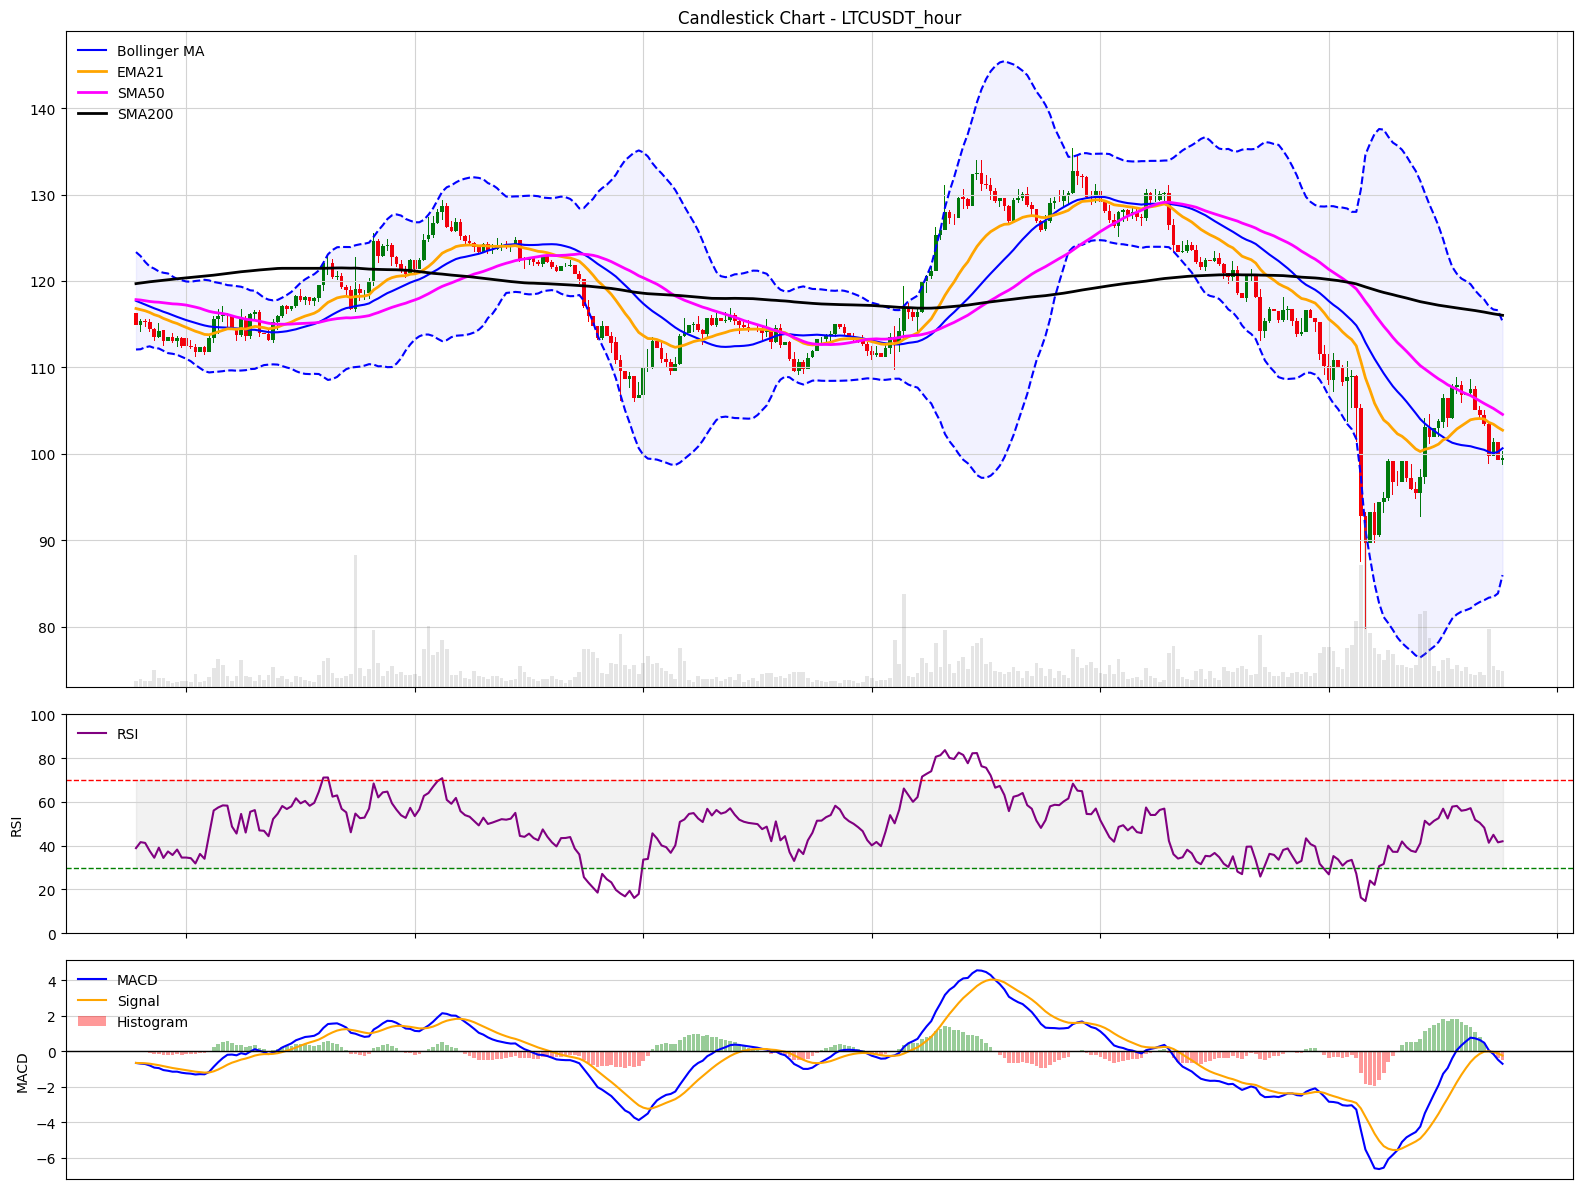 Candlestick Chart - LTCUSDT_hour
Bollinger MA
EMA21
SMA50
SMA200
140
130
120
110
100
90
80
RSI
100
80
60
40
20
0
RSI
MACD
Signal
Histogram
4
2
0
−2
−4
−6
MACD